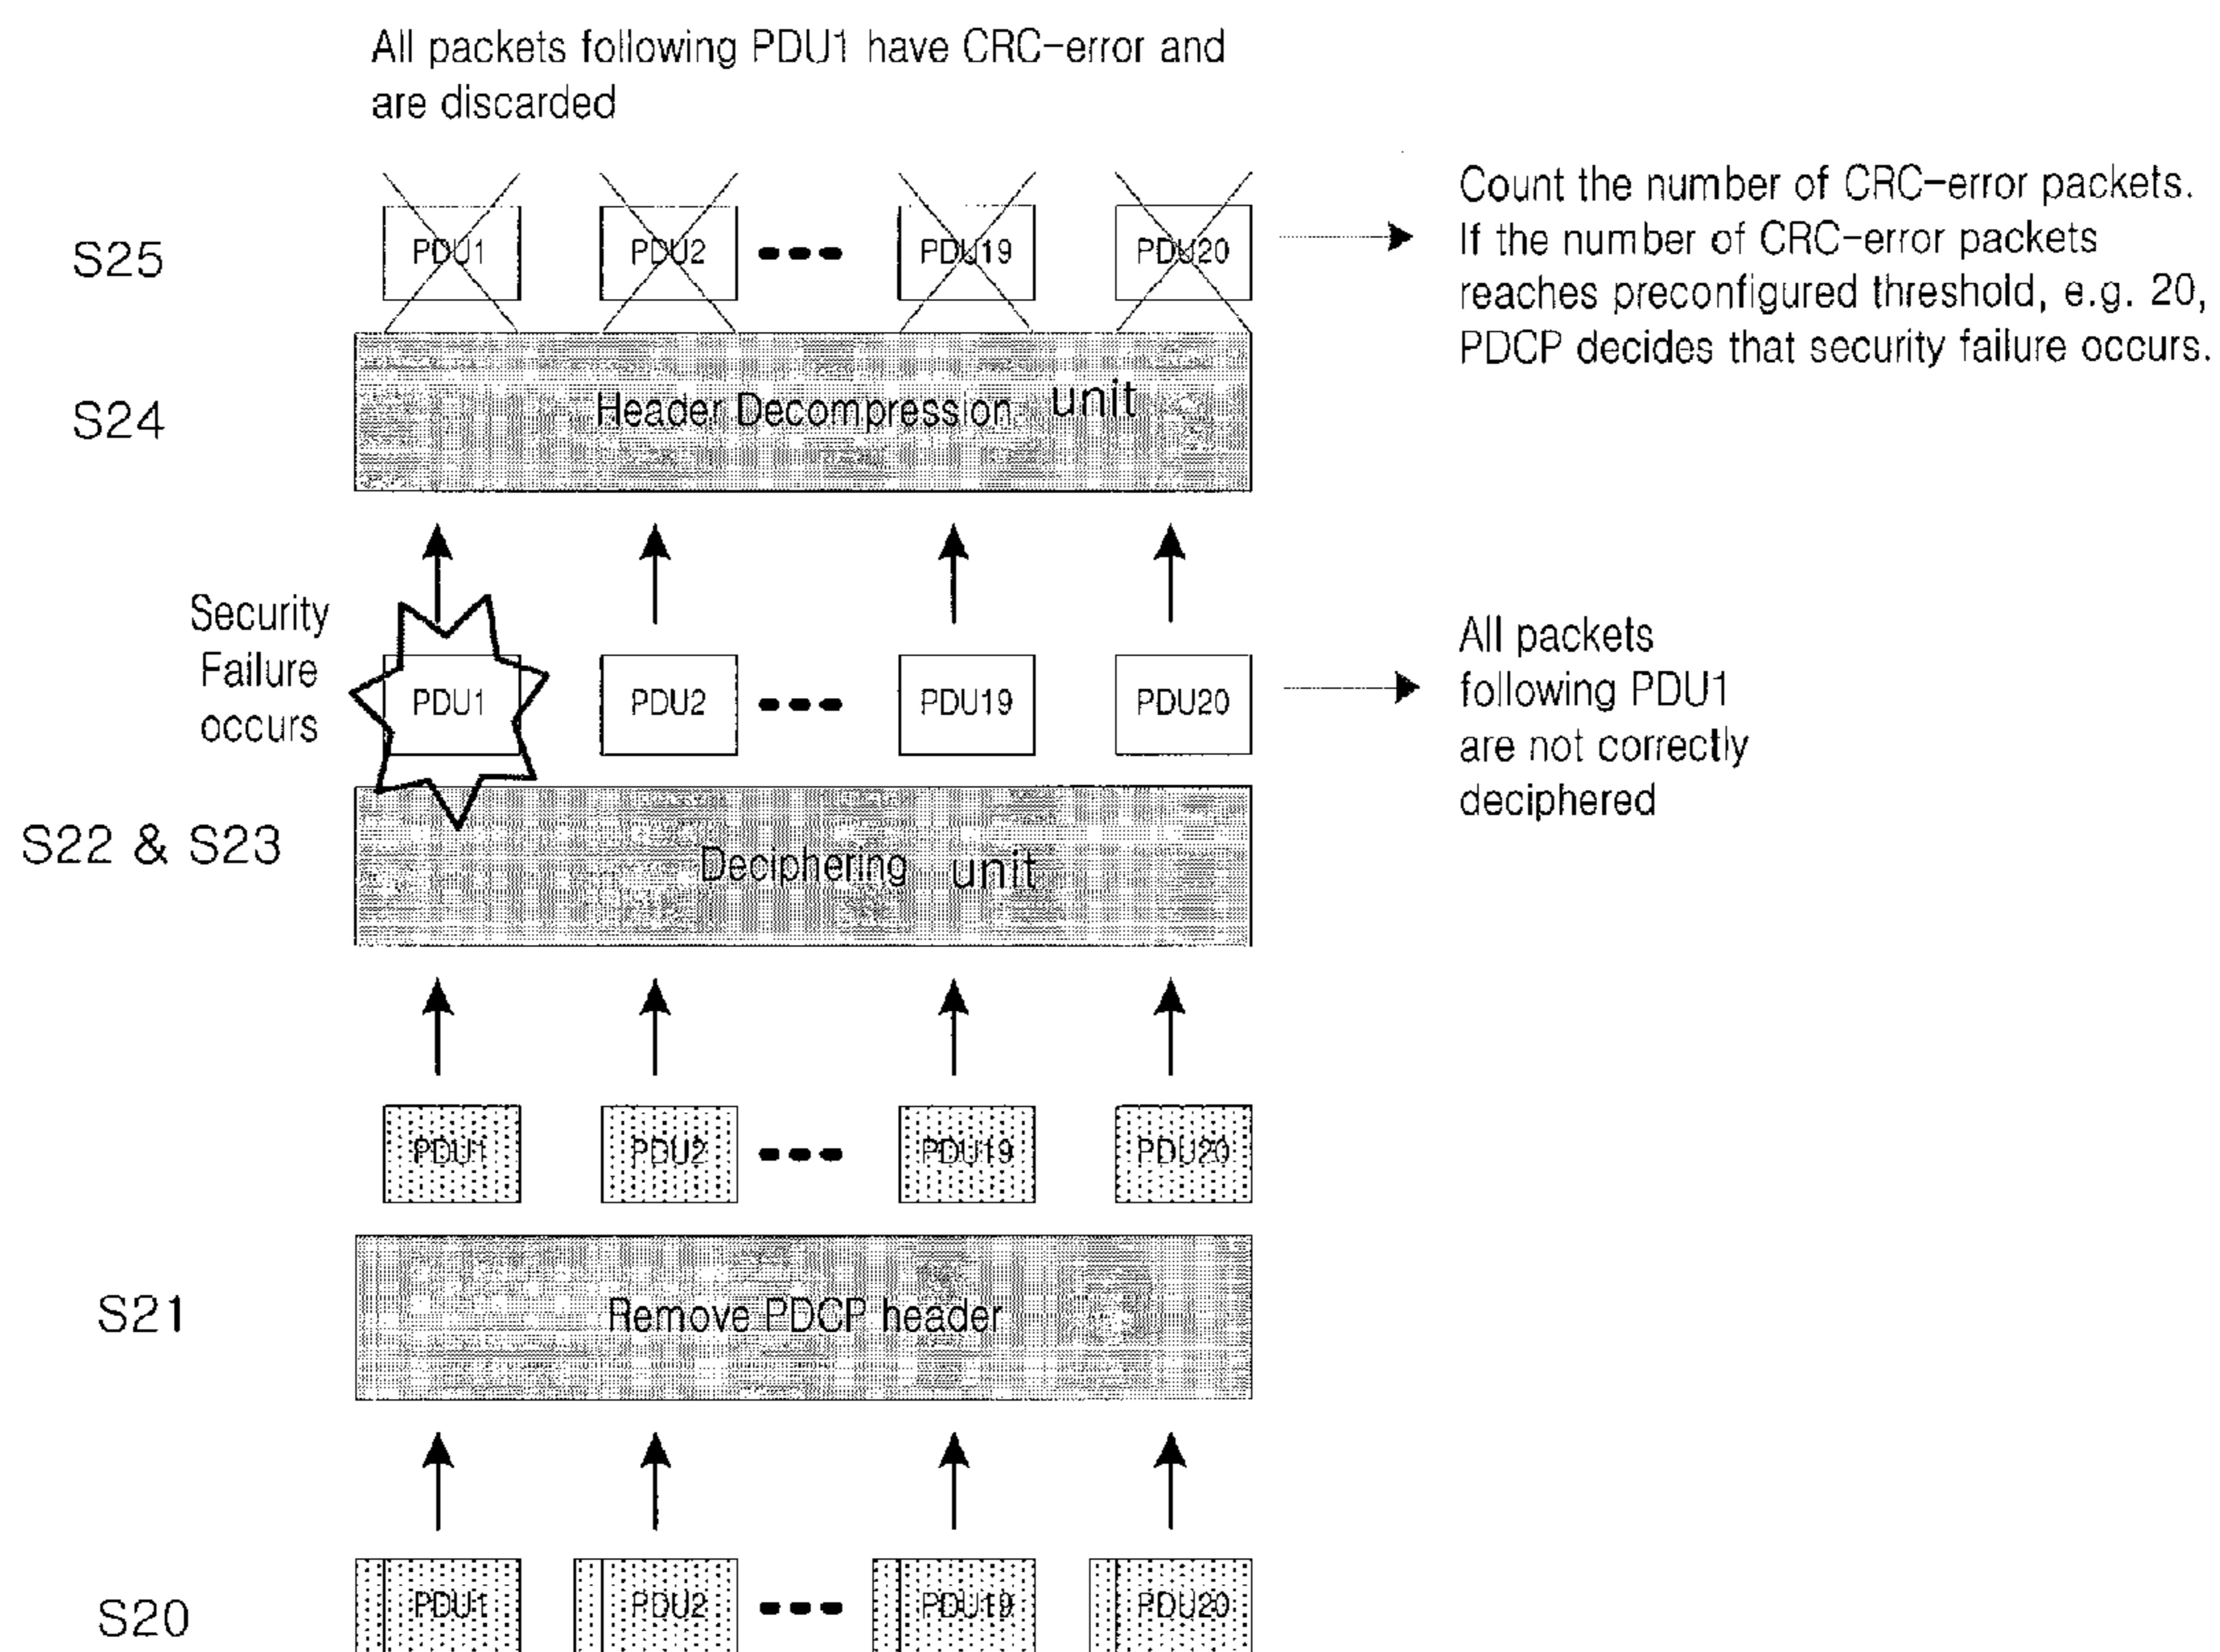 All packets following PDU1 have CRC-error and
are discarded
S25
PDU1
PDU2
PDU19
PDU20
Count the number of CRC-error packets.
If the number of CRC-error packets
reaches preconfigured threshold, e.g. 20,
PDCP decides that security failure occurs.
S24
Header Decompression unit
Security
Failure
occurs
PDU1
PDU2
PDU19
PDU20
All packets
following PDU1
are not correctly
deciphered
S22 & S23
Deciphering unit
PDU1
PDU2
PDU19
PDU20
S21
Remove PDCP header
S20
PDU1
PDU2
PDU19
PDU20